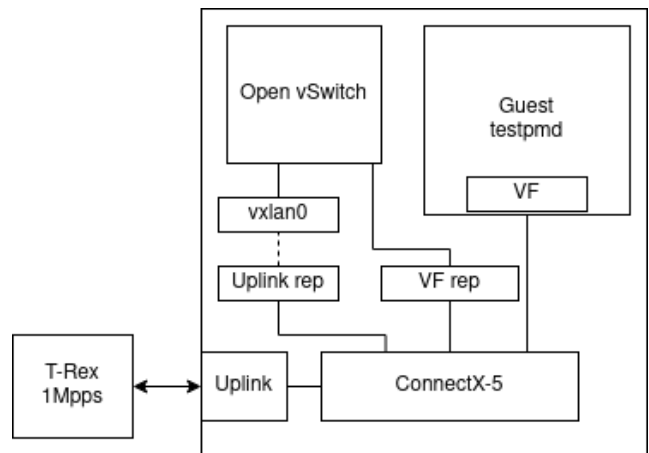 Open vSwitch
Guest
testpmd
VF
vxlan0
Uplink rep
VF rep
T-Rex
1Mpps
Uplink
ConnectX-5